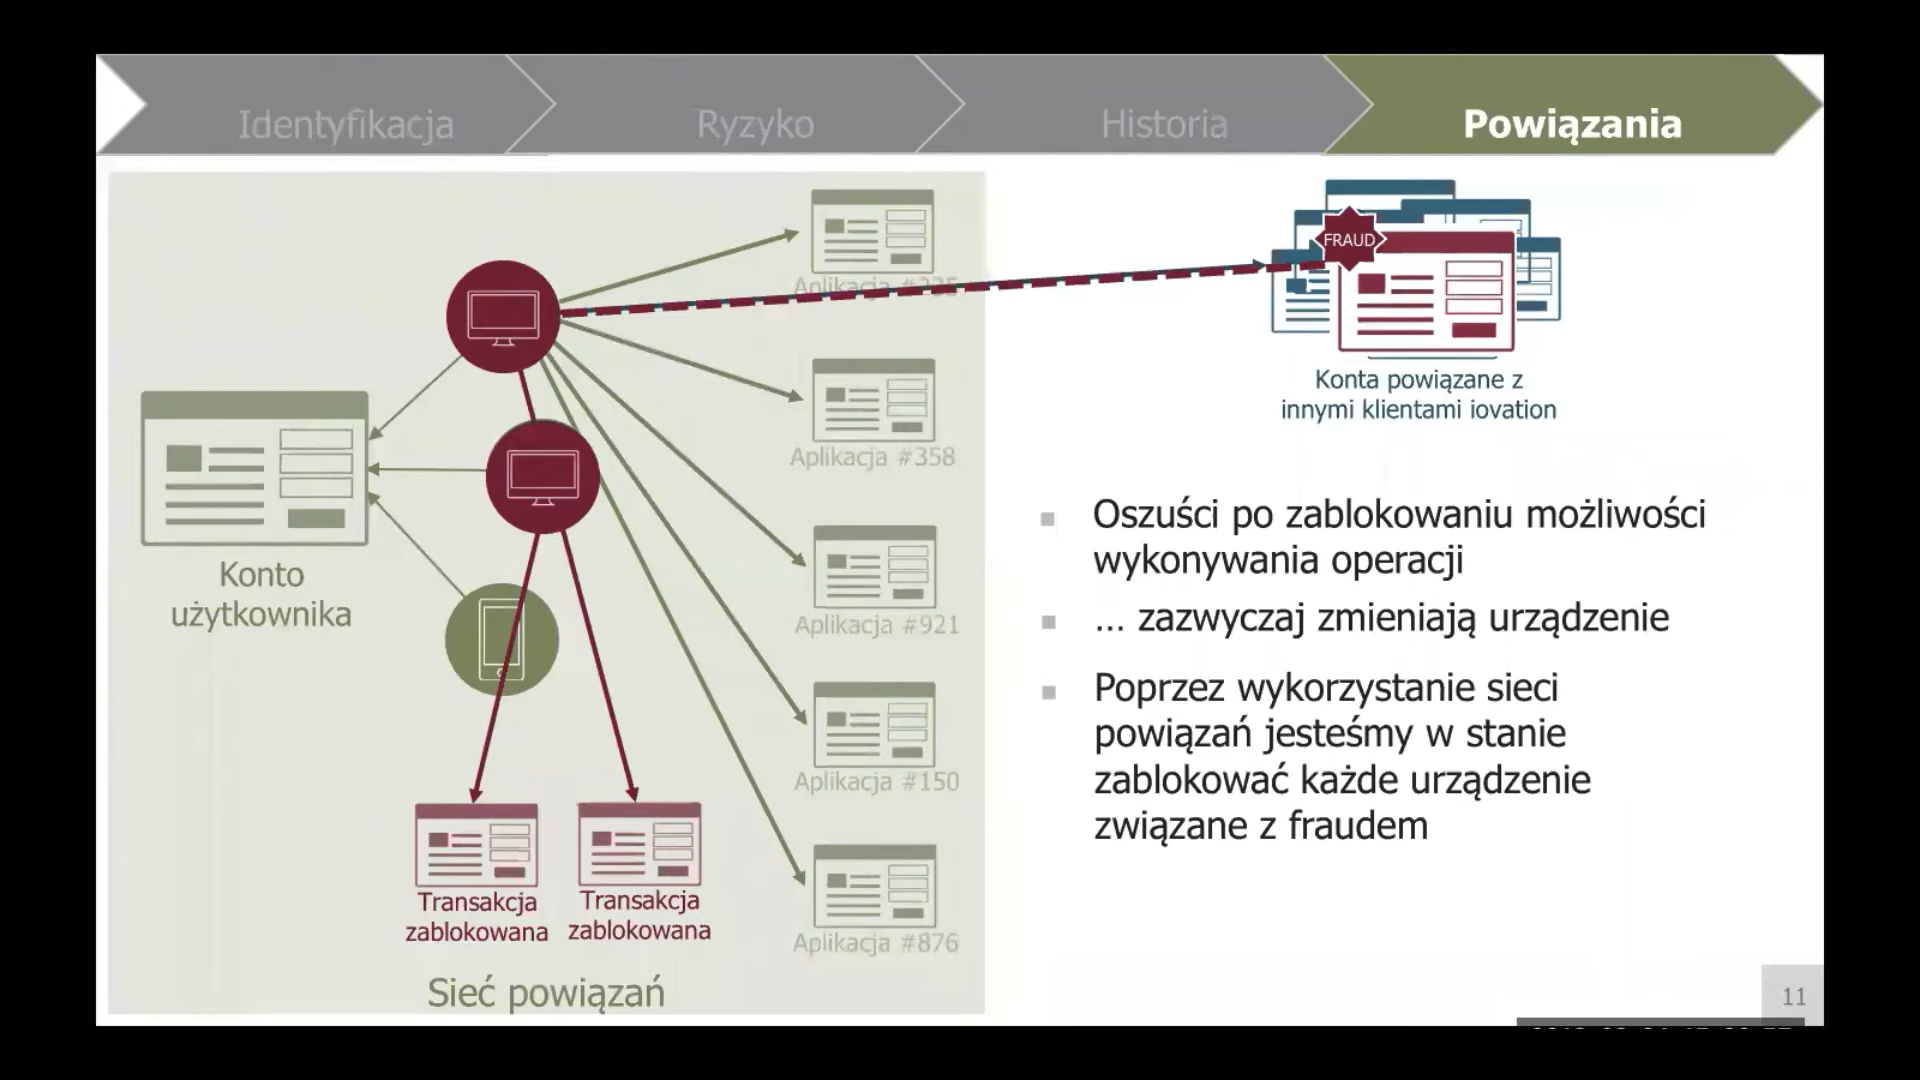 Identyfikacja
Ryzyko
Historia
Powiązania
FRAUD
Konta powiązane z
innymi klientami iovation
Aplikacja #235
Aplikacja #358
Aplikacja #921
Aplikacja #150
Aplikacja #876
Konto
użytkownika
Transakcja
zablokowana
Transakcja
zablokowana
Sieć powiązań
Oszuści po zablokowaniu możliwości
wykonywania operacji
... zazwyczaj zmieniają urządzenie
Poprzez wykorzystanie sieci
powiązań jesteśmy w stanie
zablokować każde urządzenie
związane z fraudem
11